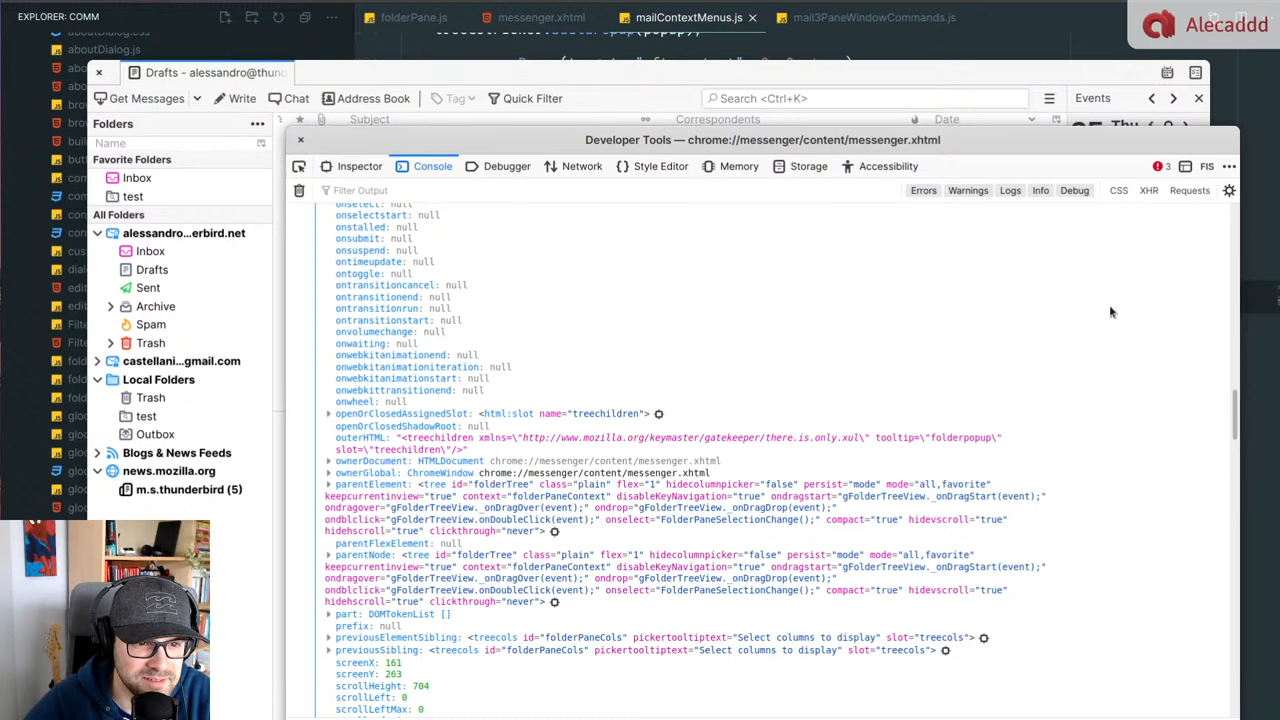 EXPLORER: COMM
folderPane.js
messenger.xhtml
mailContextMenus.js
mail3PaneWindowCommands.js
Alecaddd
aboutDialog.js
Drafts - alessandro@thund
Get Messages
Write
Chat
Address Book
Tag
Quick Filter
Search <Ctrl+K>
Events
Folders
Subject
Correspondents
Date
Thu
Name
Favorite Folders
Inbox
test
All Folders
alessandro...erbird.net
Inbox
Drafts
Sent
Archive
Spam
Trash
castellani...gmail.com
Local Folders
Trash
test
Outbox
Blogs & News Feeds
news.mozilla.org
m.s.thunderbird (5)
Developer Tools — chrome://messenger/content/messenger.xhtml
Inspector
Console
Debugger
Network
Style Editor
Memory
Storage
Accessibility
3
FIS
Filter Output
Errors
Warnings
Logs
Info
Debug
CSS
XHR
Requests
onselect: null
onselectstart: null
onstalled: null
onsubmit: null
onsuspend: null
ontimeupdate: null
ontoggle: null
ontransitioncancel: null
ontransitionend: null
ontransitionrun: null
ontransitionstart: null
onvolumechange: null
onwaiting: null
onwebkitanimationend: null
onwebkitanimationiteration: null
onwebkitanimationstart: null
onwebkittransitionend: null
onwheel: null
openOrClosedAssignedSlot: <html:slot name="treechildren">
openOrClosedShadowRoot: null
outerHTML: "<treechildren xmlns=\"http://www.mozilla.org/keymaster/gatekeeper/there.is.only.xul\" tooltip=\"folderpopup\"
slot=\"treechildren\"/>"
ownerDocument: HTMLDocument chrome://messenger/content/messenger.xhtml
ownerGlobal: ChromeWindow chrome://messenger/content/messenger.xhtml
parentElement: <tree id="folderTree" class="plain" flex="1" hidecolumnpicker="false" persist="mode" mode="all,favorite"
keepcurrentinview="true" context="folderPaneContext" disableKeyNavigation="true" ondragstart="gFolderTreeView._onDragStart(event);"
ondragover="gFolderTreeView._onDragOver(event);" ondrop="gFolderTreeView._onDragDrop(event);"
ondblclick="gFolderTreeView.onDoubleClick(event);" onselect="FolderPaneSelectionChange();" compact="true" hidevscroll="true"
hidehscroll="true" clickthrough="never">
parentFlexElement: null
parentNode: <tree id="folderTree" class="plain" flex="1" hidecolumnpicker="false" persist="mode" mode="all,favorite"
keepcurrentinview="true" context="folderPaneContext" disableKeyNavigation="true" ondragstart="gFolderTreeView._onDragStart(event);"
ondragover="gFolderTreeView._onDragOver(event);" ondrop="gFolderTreeView._onDragDrop(event);"
ondblclick="gFolderTreeView.onDoubleClick(event);" onselect="FolderPaneSelectionChange();" compact="true" hidevscroll="true"
hidehscroll="true" clickthrough="never">
part: DOMTokenList []
prefix: null
previousElementSibling: <treecols id="folderPaneCols" pickertooltiptext="Select columns to display" slot="treecols">
previousSibling: <treecols id="folderPaneCols" pickertooltiptext="Select columns to display" slot="treecols">
screenX: 161
screenY: 263
scrollHeight: 704
scrollLeft: 0
scrollLeftMax: 0